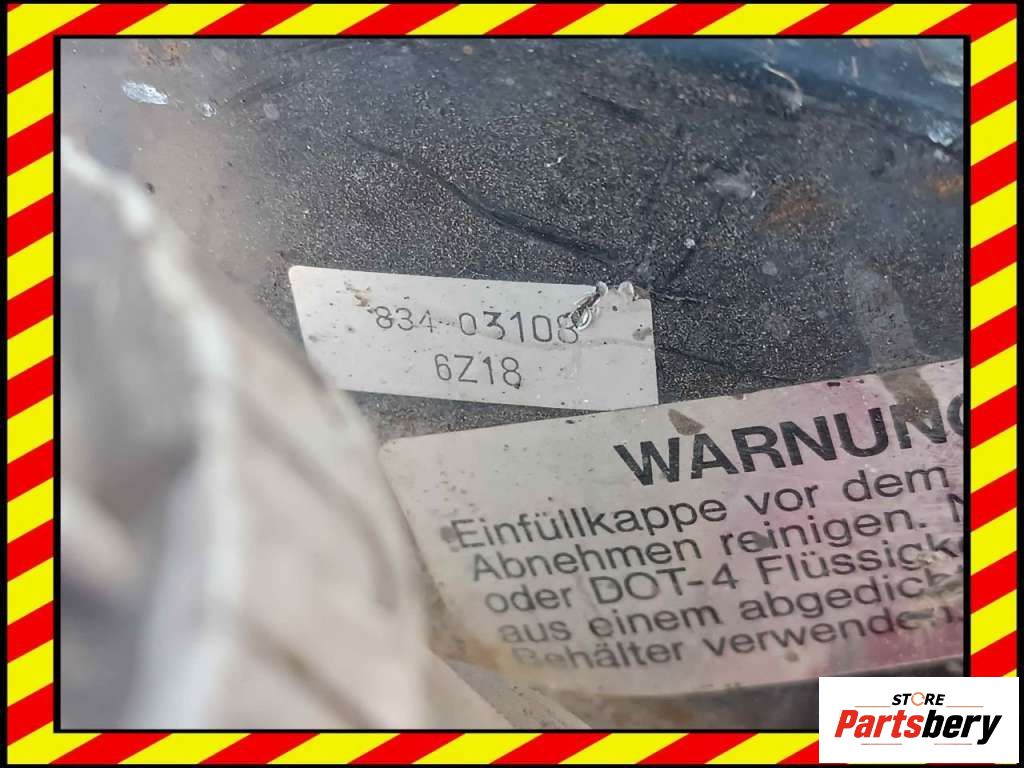 834-03108
6Z18
WARNUNG
Einfüllkappe vor dem
Abnehmen reinigen.
oder DOT-4 Flüssigk
aus einem abgedich
Behälter verwenden.
STORE
Partsbery